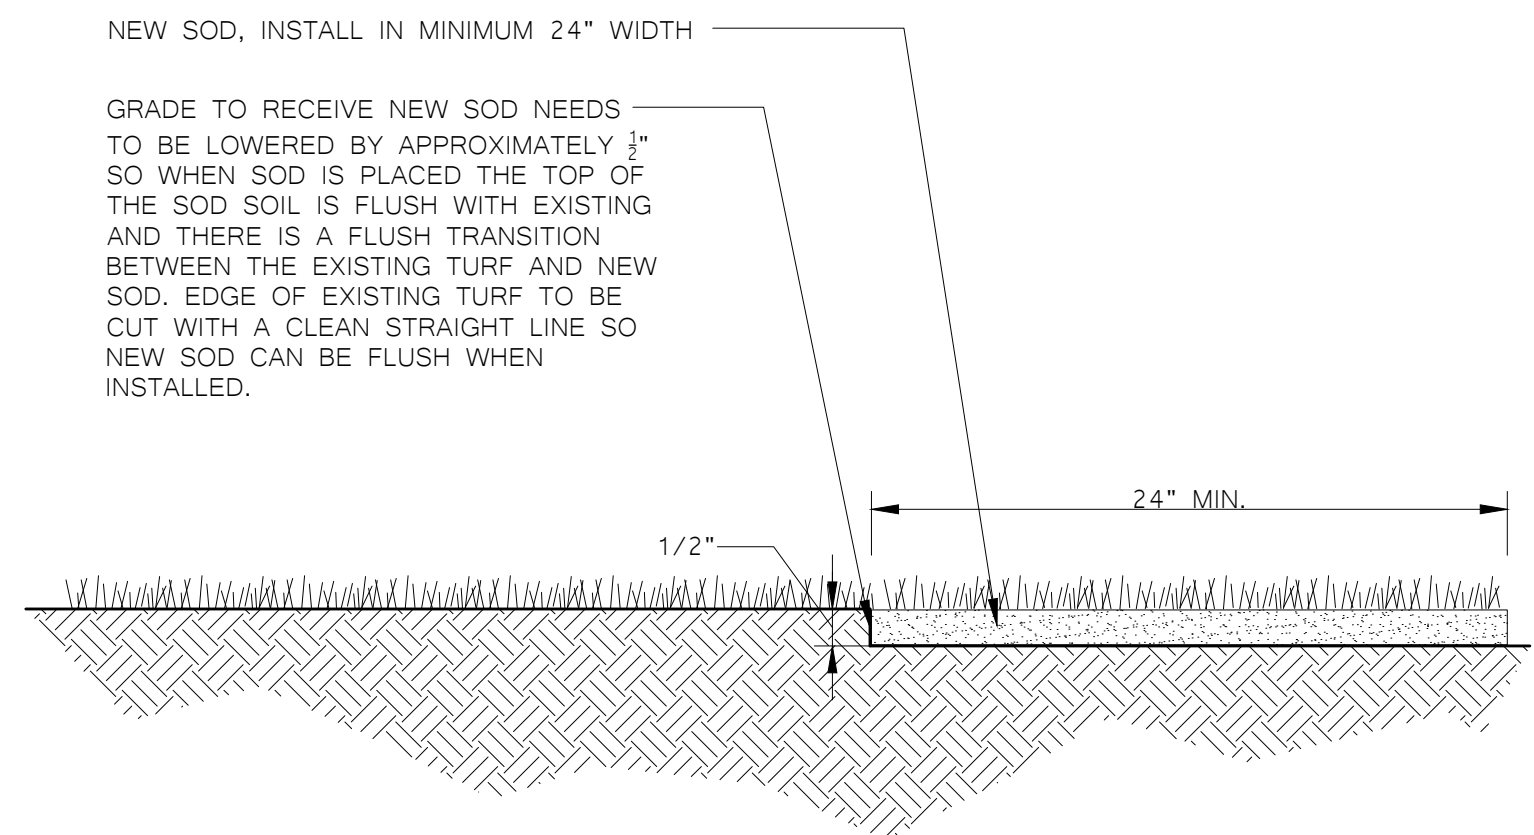 NEW SOD, INSTALL IN MINIMUM 24" WIDTH
GRADE TO RECEIVE NEW SOD NEEDS
TO BE LOWERED BY APPROXIMATELY ½"
SO WHEN SOD IS PLACED THE TOP OF
THE SOD SOIL IS FLUSH WITH EXISTING
AND THERE IS A FLUSH TRANSITION
BETWEEN THE EXISTING TURF AND NEW
SOD. EDGE OF EXISTING TURF TO BE
CUT WITH A CLEAN STRAIGHT LINE SO
NEW SOD CAN BE FLUSH WHEN
INSTALLED.
24" MIN.
1/2"